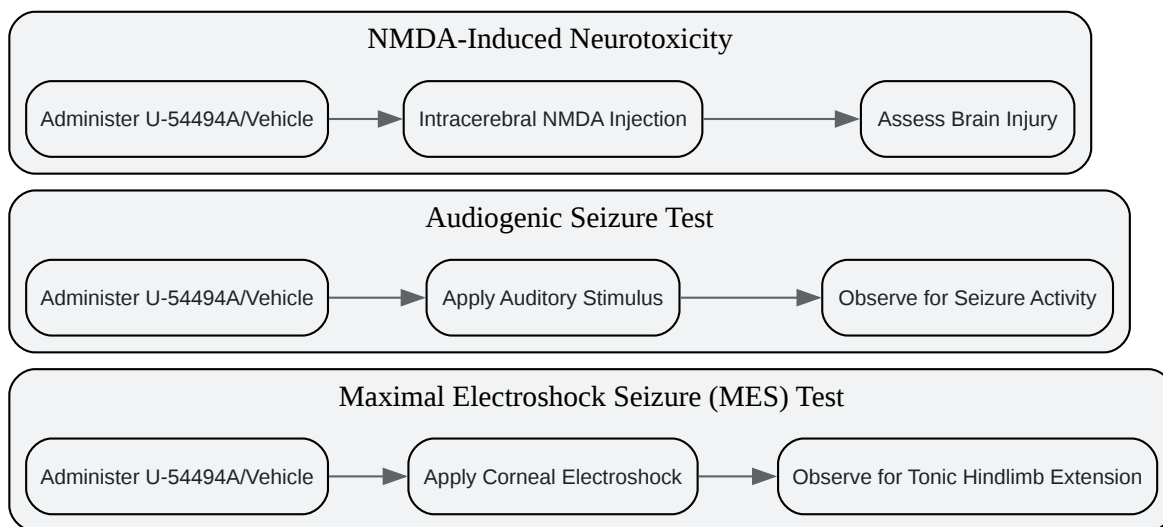 NMDA-Induced Neurotoxicity
Administer U-54494A/Vehicle
Intracerebral NMDA Injection
Assess Brain Injury
Audiogenic Seizure Test
Administer U-54494A/Vehicle
Apply Auditory Stimulus
Observe for Seizure Activity
Maximal Electroshock Seizure (MES) Test
Administer U-54494A/Vehicle
Apply Corneal Electroshock
Observe for Tonic Hindlimb Extension